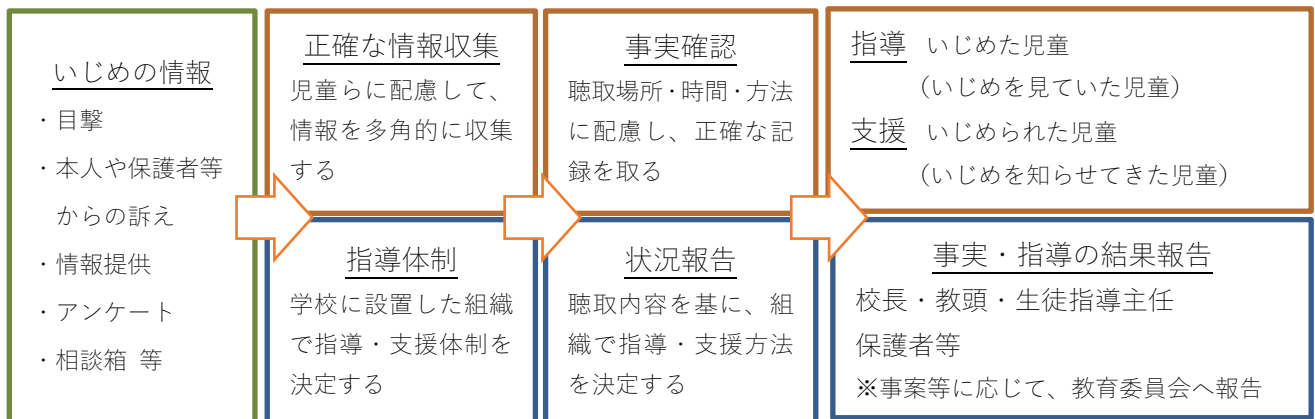 いじめの情報
・目撃
・本人や保護者等
からの訴え
・情報提供
・アンケート
・相談箱 等
正確な情報収集
児童らに配慮して、
情報を多角的に収集
する
指導体制
学校に設置した組織
で指導・支援体制を
決定する
事実確認
聴取場所・時間・方法
に配慮し、正確な記
録を取る
状況報告
聴取内容を基に、組
織で指導・支援方法
を決定する
指導 いじめた児童
（いじめを見ていた児童）
支援 いじめられた児童
（いじめを知らせてきた児童）
事実・指導の結果報告
校長・教頭・生徒指導主任
保護者等
※事案等に応じて、教育委員会へ報告